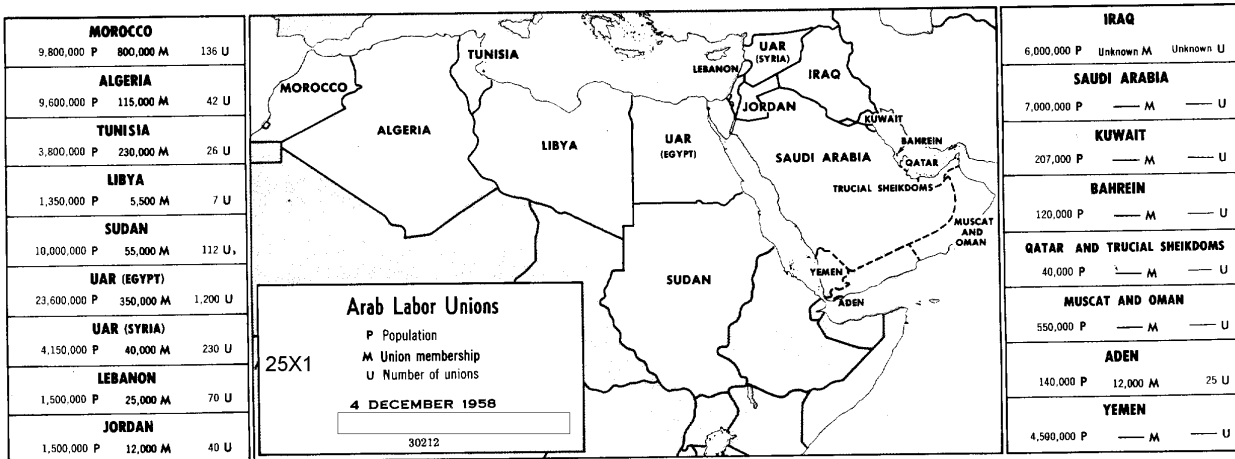 MOROCCO
9,800,000 P 800,000 M 136 U
ALGERIA
9,600,000 P 115,000 M 42 U
TUNISIA
3,800,000 P 230,000 M 26 U
LIBYA
1,350,000 P 5,500 M 7 U
SUDAN
10,000,000 P 55,000 M 112 U,
UAR (EGYPT)
23,600,000 P 350,000 M 1,200 U
UAR (SYRIA)
4,150,000 P 40,000 M 230 U
LEBANON
1,500,000 P 25,000 M 70 U
JORDAN
1,500,000 P 12,000 M 40 U
TUNISIA
UAR
(SYRIA)
LEBANON
IRAQ
MOROCCO
JORDAN
KUWAIT
ALGERIA
LIBYA
UAR
(EGYPT)
BAHREIN
SAUDI ARABIA
QATAR
TRUCIAL SHEIKDOMS
MUSCAT
AND
OMAN
YEMEN
SUDAN
ADEN
Arab Labor Unions
P Population
M Union membership
U Number of unions
25X1
4 DECEMBER 1958
30212
IRAQ
6,000,000 P Unknown M Unknown U
SAUDI ARABIA
7,000,000 P — M — U
KUWAIT
207,000 P — M — U
BAHREIN
120,000 P — M — U
QATAR AND TRUCIAL SHEIKDOMS
40,000 P — M — U
MUSCAT AND OMAN
550,000 P — M — U
ADEN
140,000 P 12,000 M 25 U
YEMEN
4,590,000 P — M — U